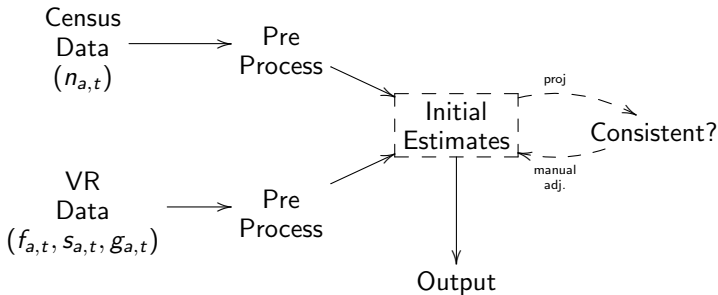 Census
Data
(n_{a,t})
Pre
Process
Initial
Estimates
proj
Consistent?
manual
adj.
VR
Data
(f_{a,t}, s_{a,t}, g_{a,t})
Pre
Process
Output